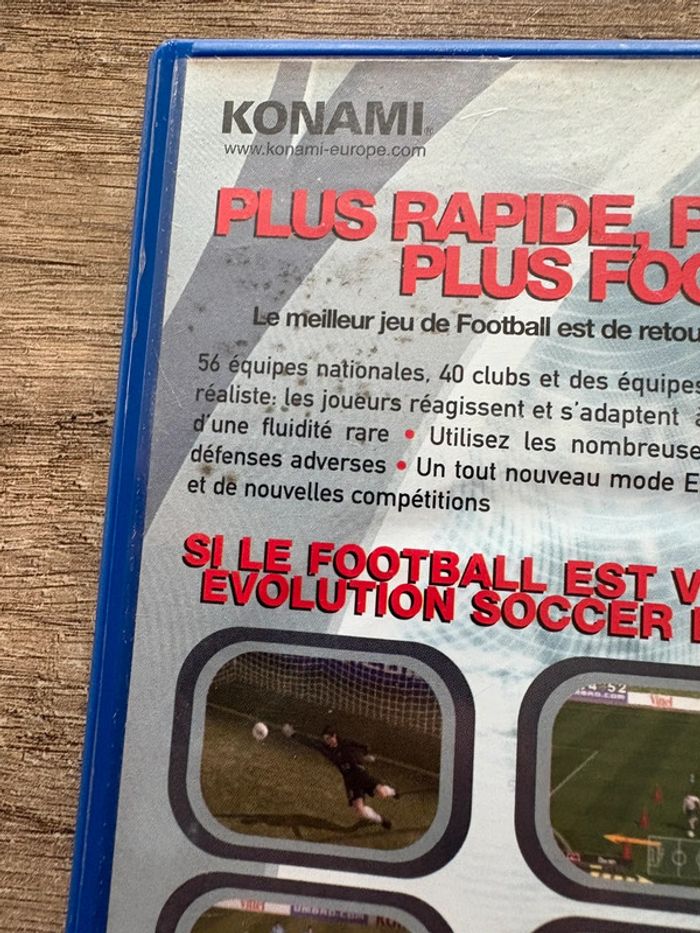 KONAMI®
www.konami-europe.com
PLUS RAPIDE,
PLUS
Le meilleur jeu de Football est de
56 équipes nationales, 40 clubs et des équipes
réaliste: les joueurs réagissent et s'adaptent
d'une fluidité rare • Utilisez les
défenses adverses • Un tout nouveau mode
et de nouvelles compétitions
SI LE FOOTBALL EST
EVOLUTION SOCCER